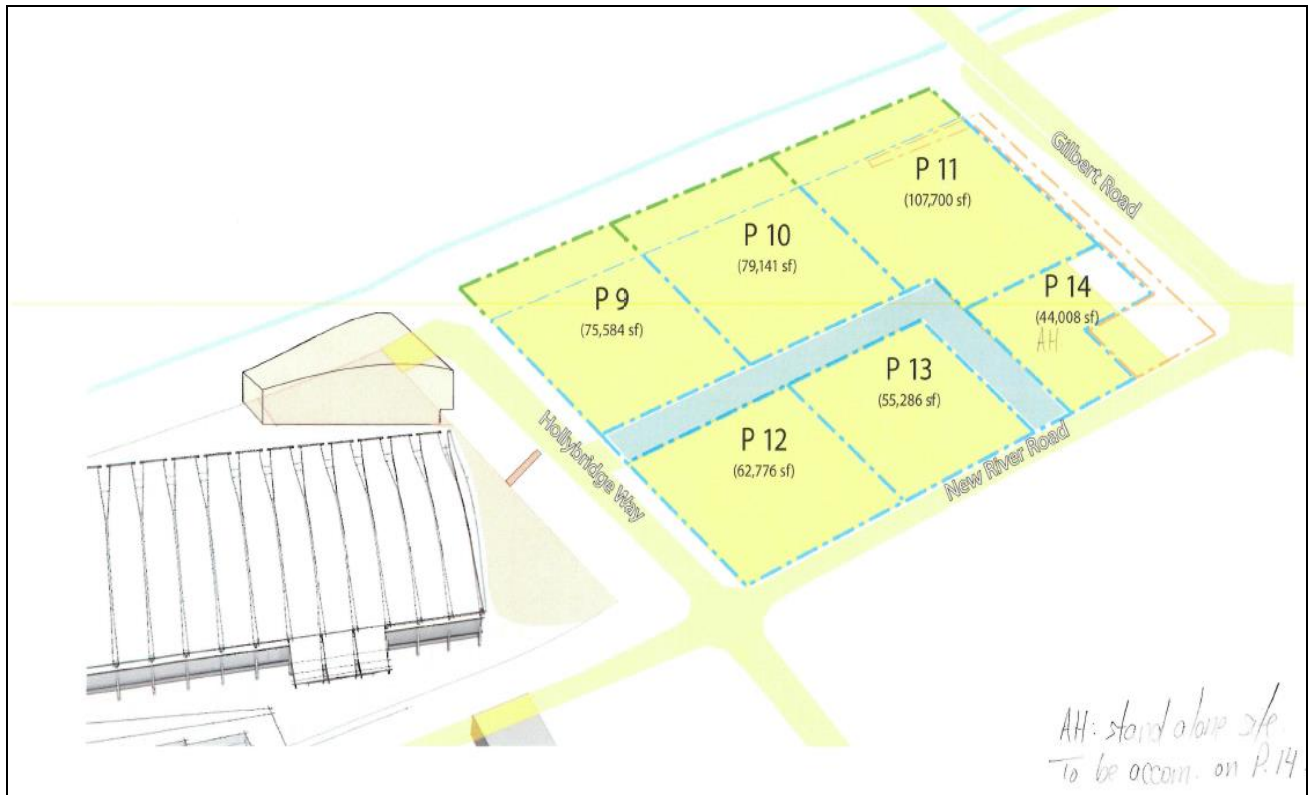 Gilbert Road
P 11
(107,700 sf)
P 10
(79,141 sf)
P 9
(75,584 sf)
P 14
(44,008 sf)
AH
P 13
(55,286 sf)
P 12
(62,776 sf)
Hollybridge Way
New River Road
AH: stand alone site.
To be accom. on P.14